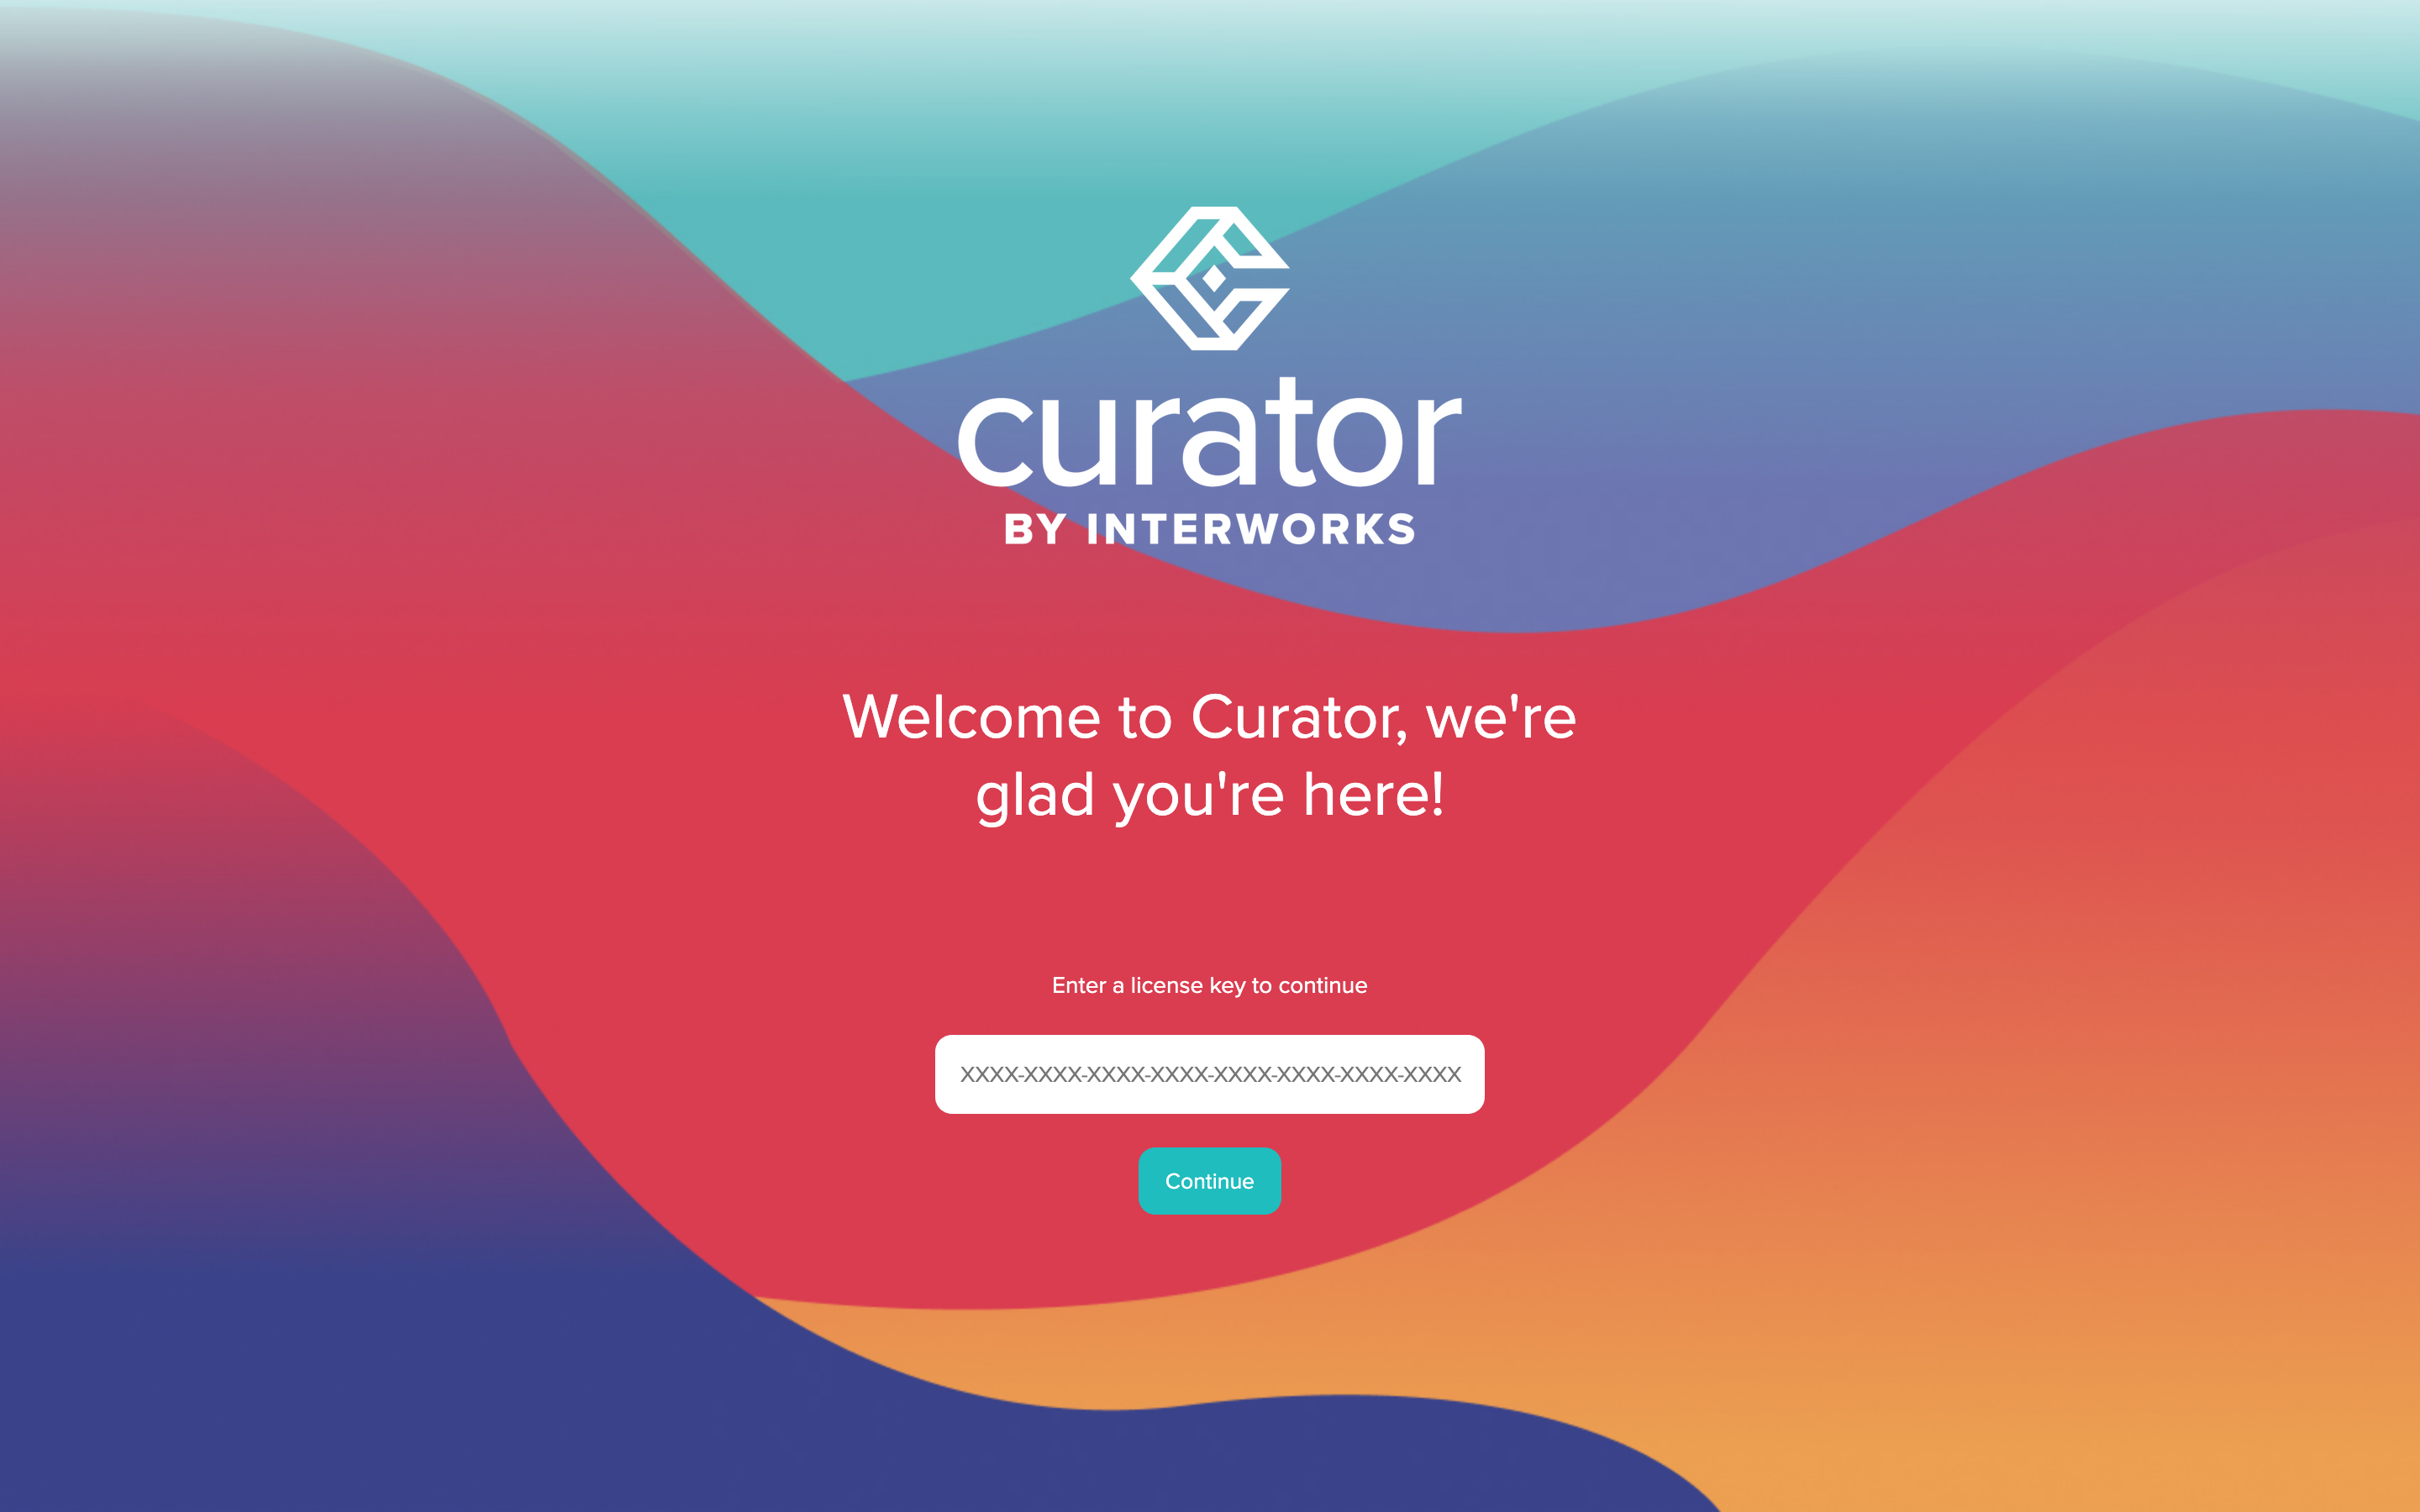 curator
BY INTERWORKS
Welcome to Curator, we're
glad you're here!
Enter a license key to continue
XXXX-XXXX-XXXX-XXXX-XXXX-XXXX-XXXX-XXXX
Continue